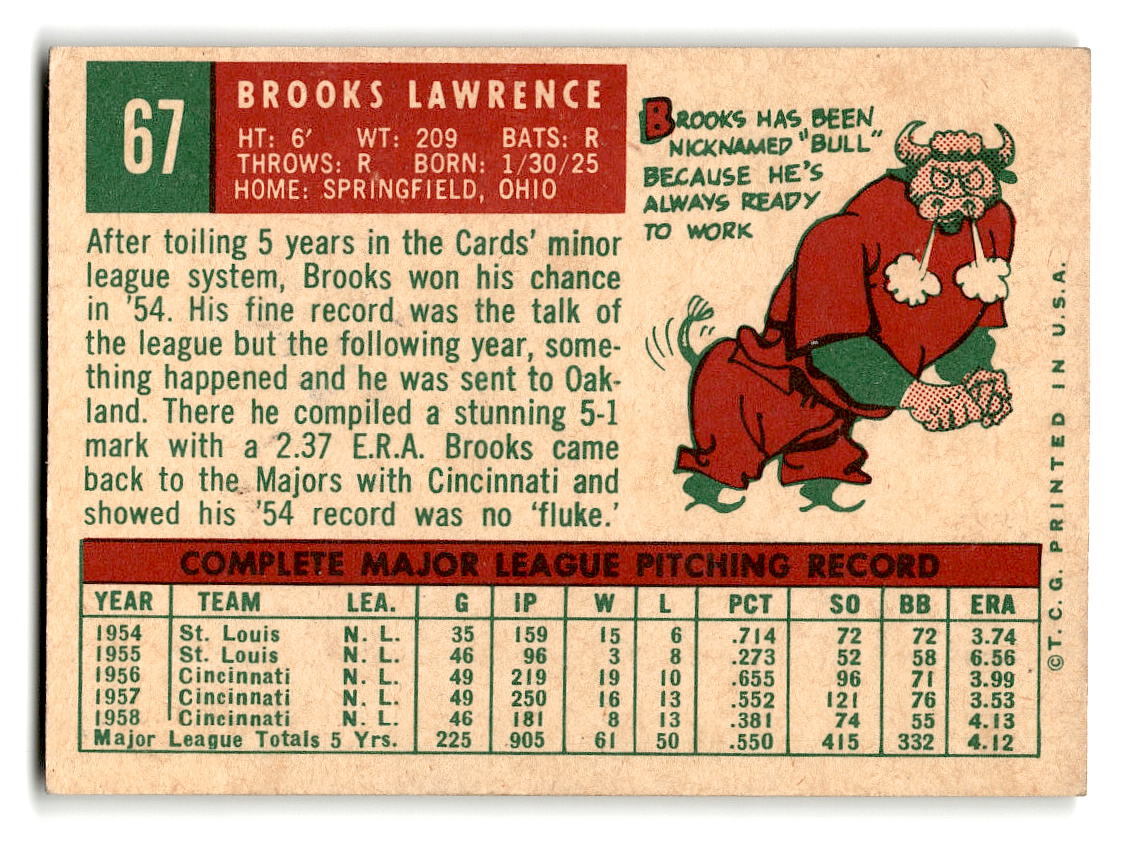 67
BROOKS LAWRENCE
HT: 6' WT: 209 BATS: R
THROWS: R BORN: 1/30/25
HOME: SPRINGFIELD, OHIO
BROOKS HAS BEEN
NICKNAMED "BULL"
BECAUSE HE'S
ALWAYS READY
TO WORK
After toiling 5 years in the Cards' minor
league system, Brooks won his chance
in '54. His fine record was the talk of
the league but the following year, some-
thing happened and he was sent to Oak-
land. There he compiled a stunning 5-1
mark with a 2.37 E.R.A. Brooks came
back to the Majors with Cincinnati and
showed his '54 record was no 'fluke.'
COMPLETE MAJOR LEAGUE PITCHING RECORD
YEAR TEAM LEA. G IP W L PCT SO BB ERA
1954 St. Louis N. L. 35 159 15 6 .714 72 72 3.74
1955 St. Louis N. L. 46 96 3 8 .273 52 58 6.56
1956 Cincinnati N. L. 49 219 19 10 .655 96 71 3.99
1957 Cincinnati N. L. 49 250 16 13 .552 121 76 3.53
1958 Cincinnati N. L. 46 181 8 13 .381 74 55 4.13
Major League Totals 5 Yrs. 225 905 61 50 .550 415 332 4.12
©T. C. G. PRINTED IN U.S.A.